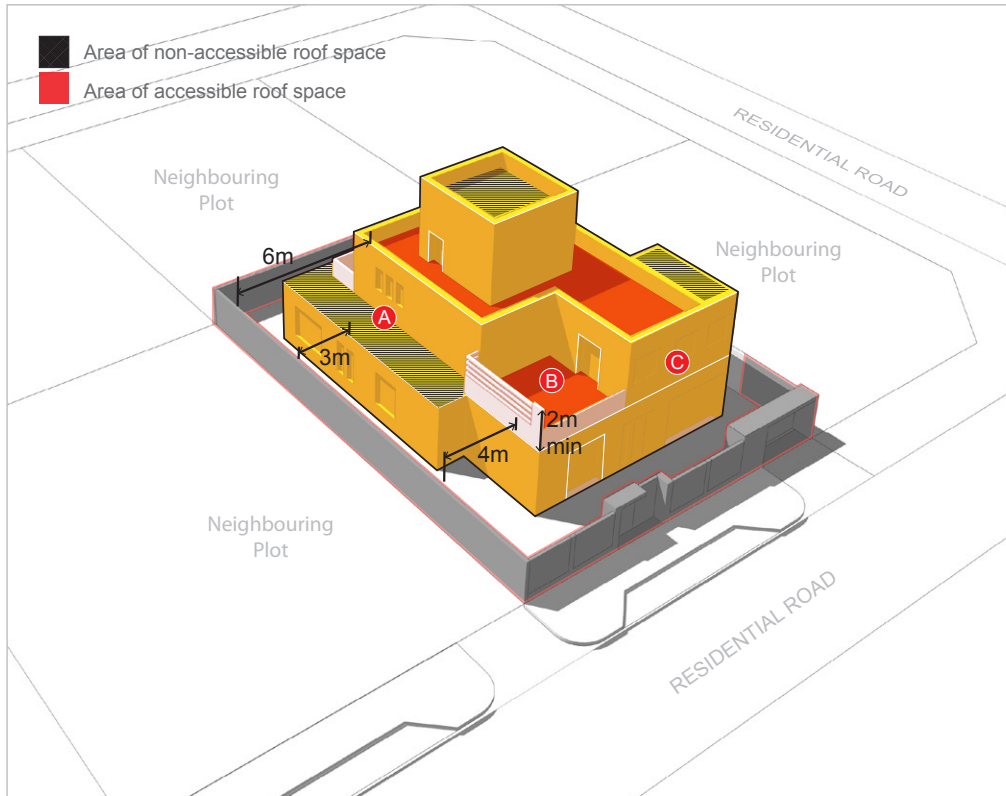 Area of non-accessible roof space
Area of accessible roof space
RESIDENTIAL ROAD
Neighbouring
Plot
Neighbouring
Plot
6m
A
3m
B
C
2m
min
4m
Neighbouring
Plot
RESIDENTIAL ROAD